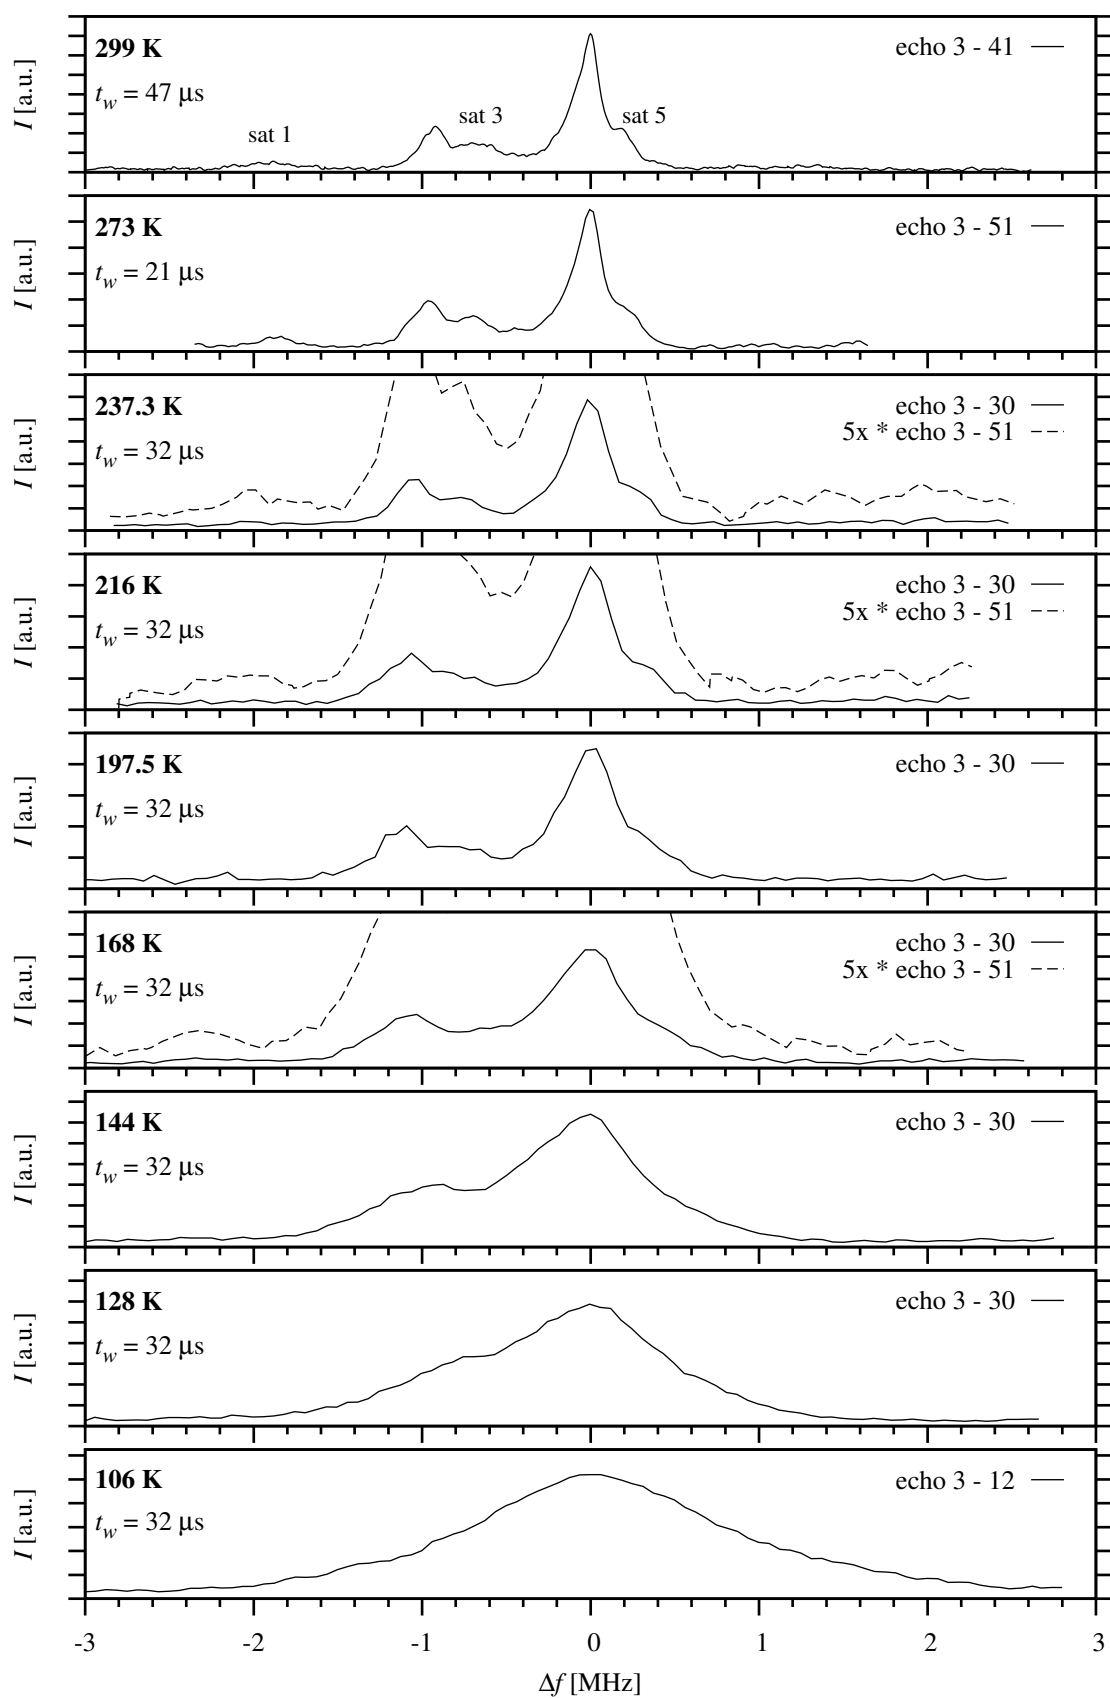 299 K
echo 3 - 41
t_w = 47 μs
sat 1
sat 3
sat 5
I [a.u.]
273 K
echo 3 - 51
t_w = 21 μs
I [a.u.]
237.3 K
echo 3 - 30
5x * echo 3 - 51
t_w = 32 μs
I [a.u.]
216 K
echo 3 - 30
5x * echo 3 - 51
t_w = 32 μs
I [a.u.]
197.5 K
echo 3 - 30
t_w = 32 μs
I [a.u.]
168 K
echo 3 - 30
5x * echo 3 - 51
t_w = 32 μs
I [a.u.]
144 K
echo 3 - 30
t_w = 32 μs
I [a.u.]
128 K
echo 3 - 30
t_w = 32 μs
I [a.u.]
106 K
echo 3 - 12
t_w = 32 μs
I [a.u.]
-3 -2 -1 0 1 2 3
Δf [MHz]